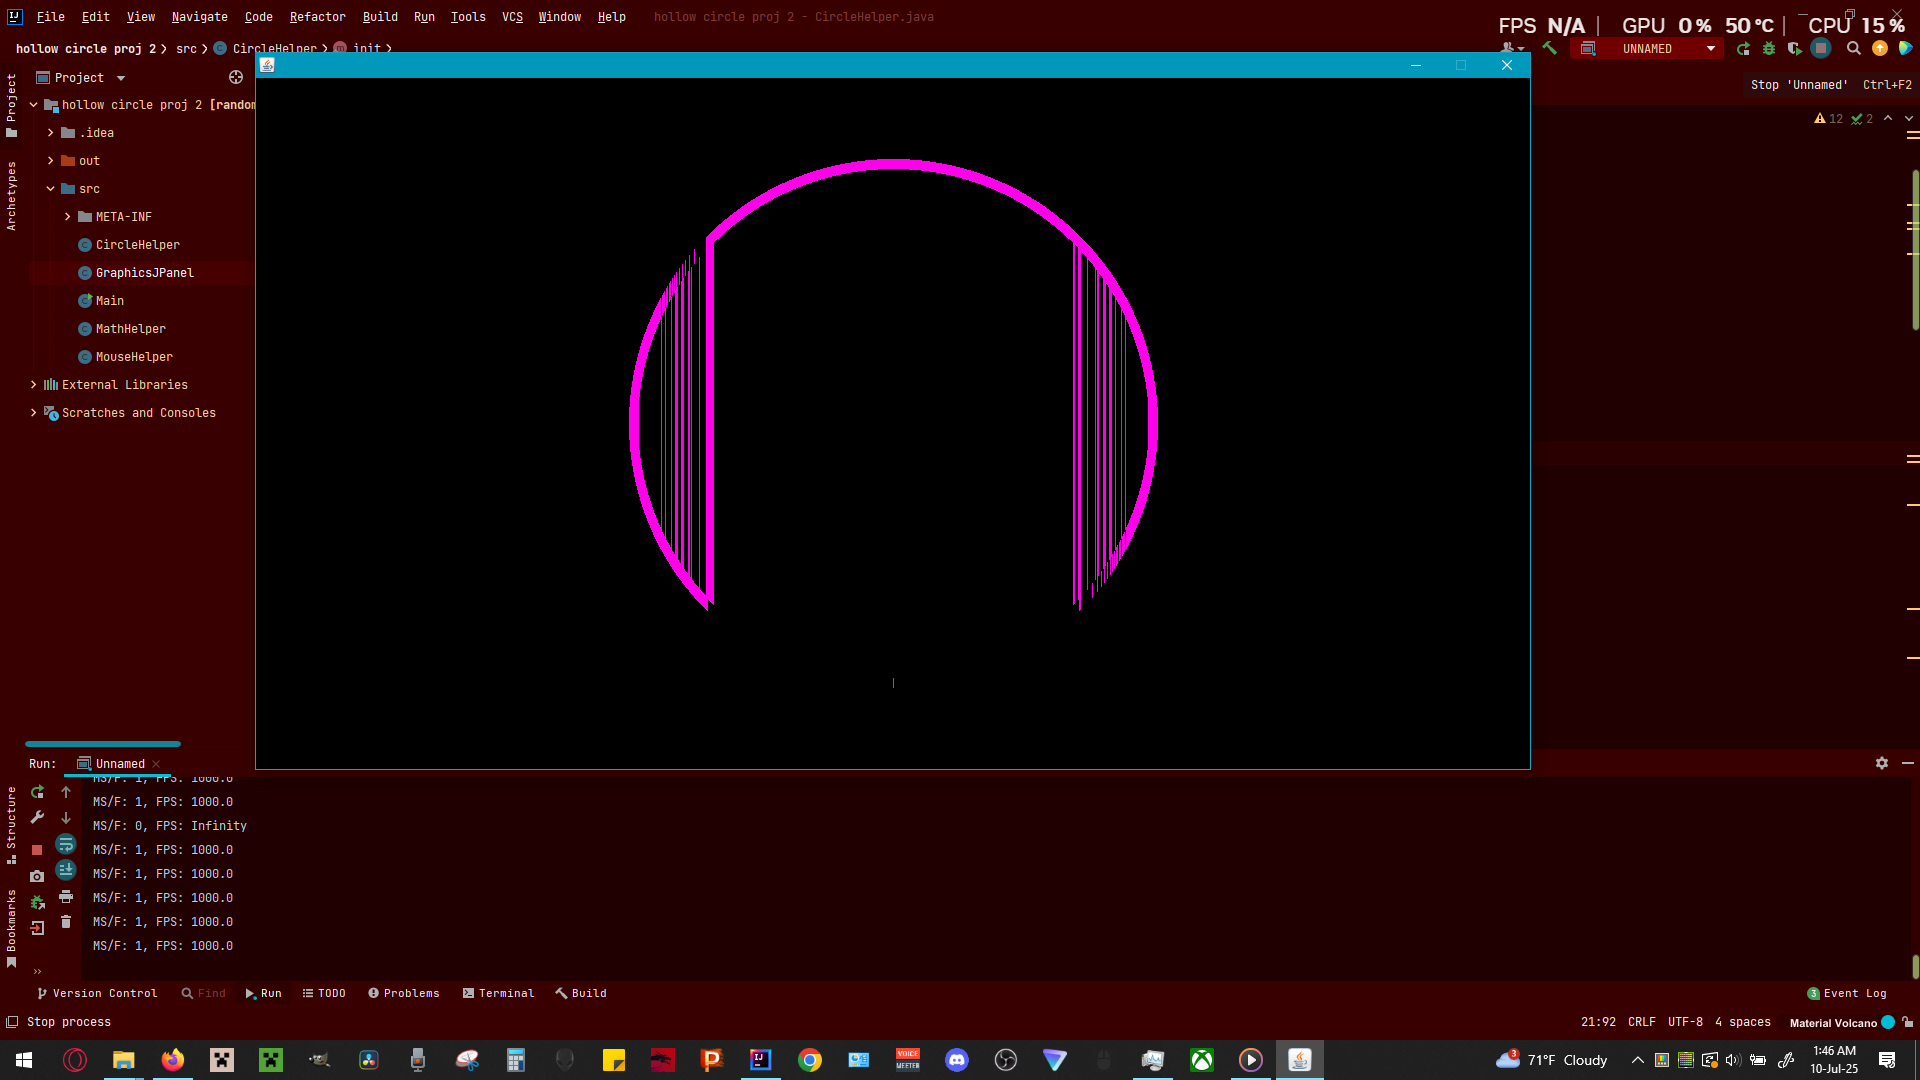 File Edit View Navigate Code Refactor Build Run Tools VCS Window Help hollow circle proj 2 - CircleHelper.java
FPS N/A | GPU 0 % 50 °C | CPU 15 %
hollow circle proj 2 src CircleHelper init
UNNAMED
Project
Stop 'Unnamed' Ctrl+F2
hollow circle proj 2 [random
12 2
.idea
out
src
META-INF
CircleHelper
GraphicsJPanel
Main
MathHelper
MouseHelper
External Libraries
Scratches and Consoles
Project
Archetypes
Run: Unnamed
MS/F: 1, FPS: 1000.0
MS/F: 1, FPS: 1000.0
MS/F: 0, FPS: Infinity
MS/F: 1, FPS: 1000.0
MS/F: 1, FPS: 1000.0
MS/F: 1, FPS: 1000.0
MS/F: 1, FPS: 1000.0
MS/F: 1, FPS: 1000.0
Structure
Bookmarks
Version Control Find Run TODO Problems Terminal Build
3 Event Log
Stop process
21:92 CRLF UTF-8 4 spaces Material Volcano
VOICE
MEETER
3 71°F Cloudy
1:46 AM
10-Jul-25